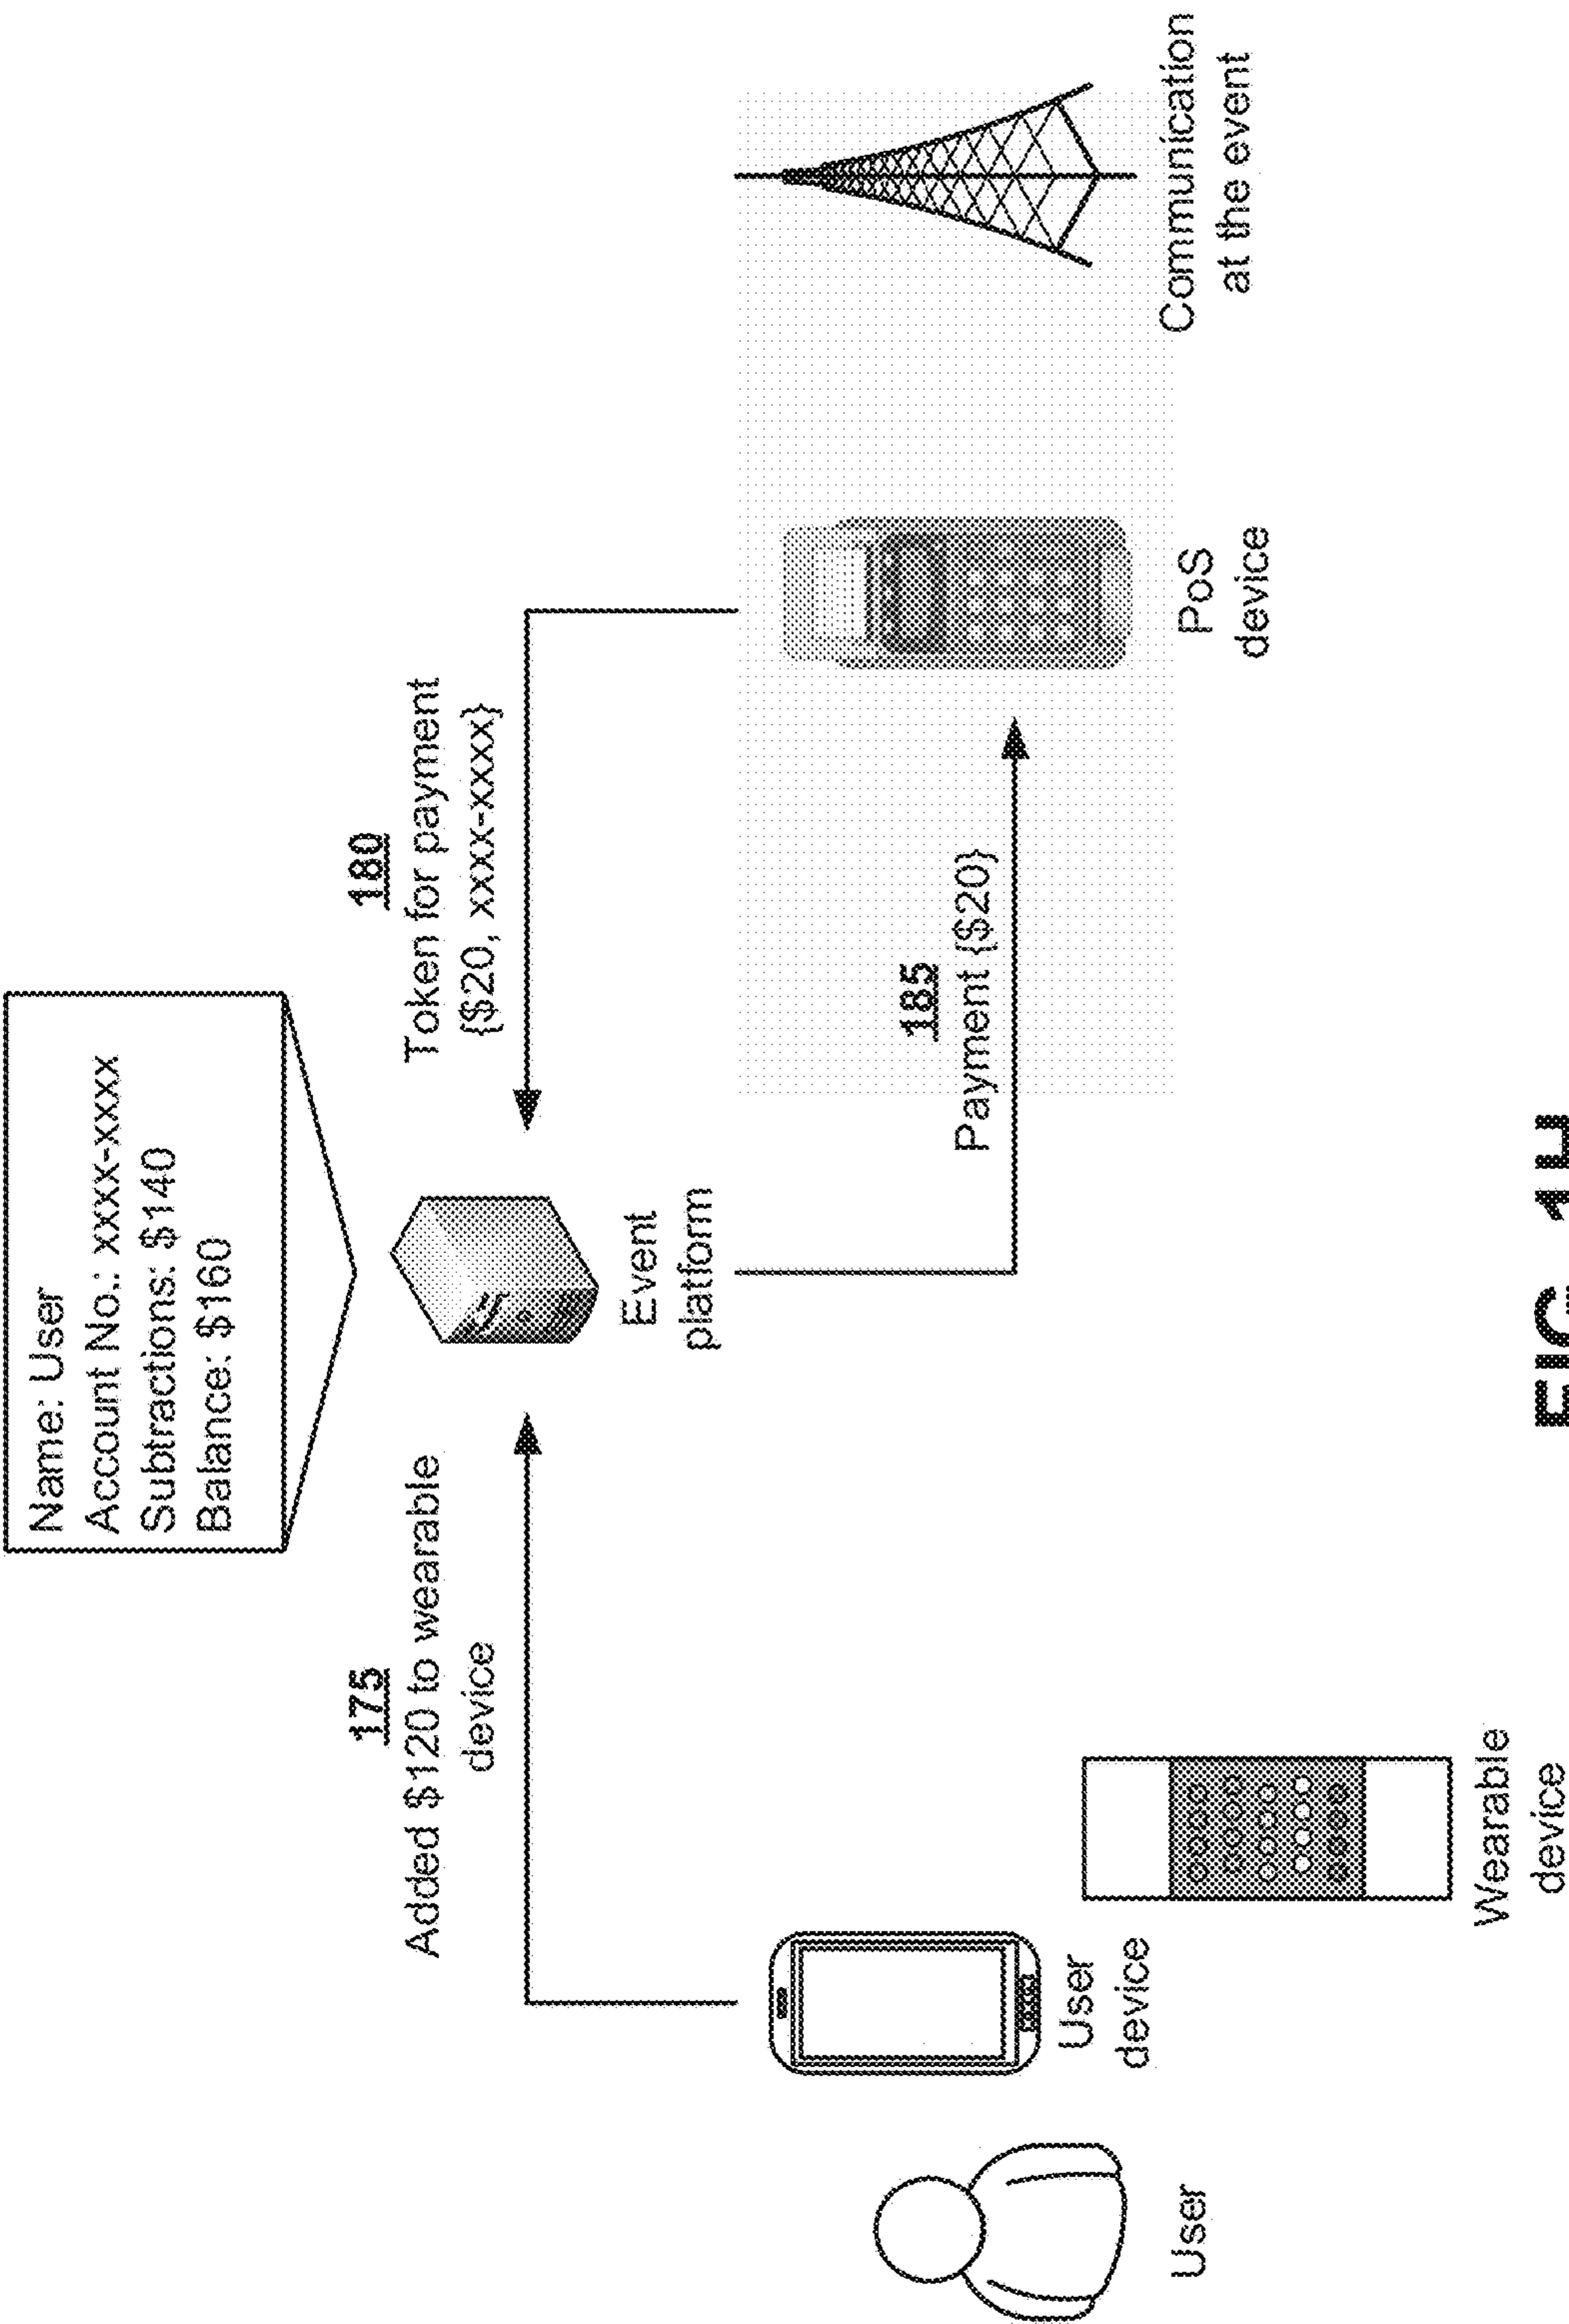 Name: User
Account No.: xxxx-xxxx
Subtractions: $140
Balance: $160
175
Added $120 to wearable
device
180
Token for payment
{$20, xxxx-xxxx}
Event
platform
185
Payment {$20}
User
User
device
Wearable
device
PoS
device
Communication
at the event